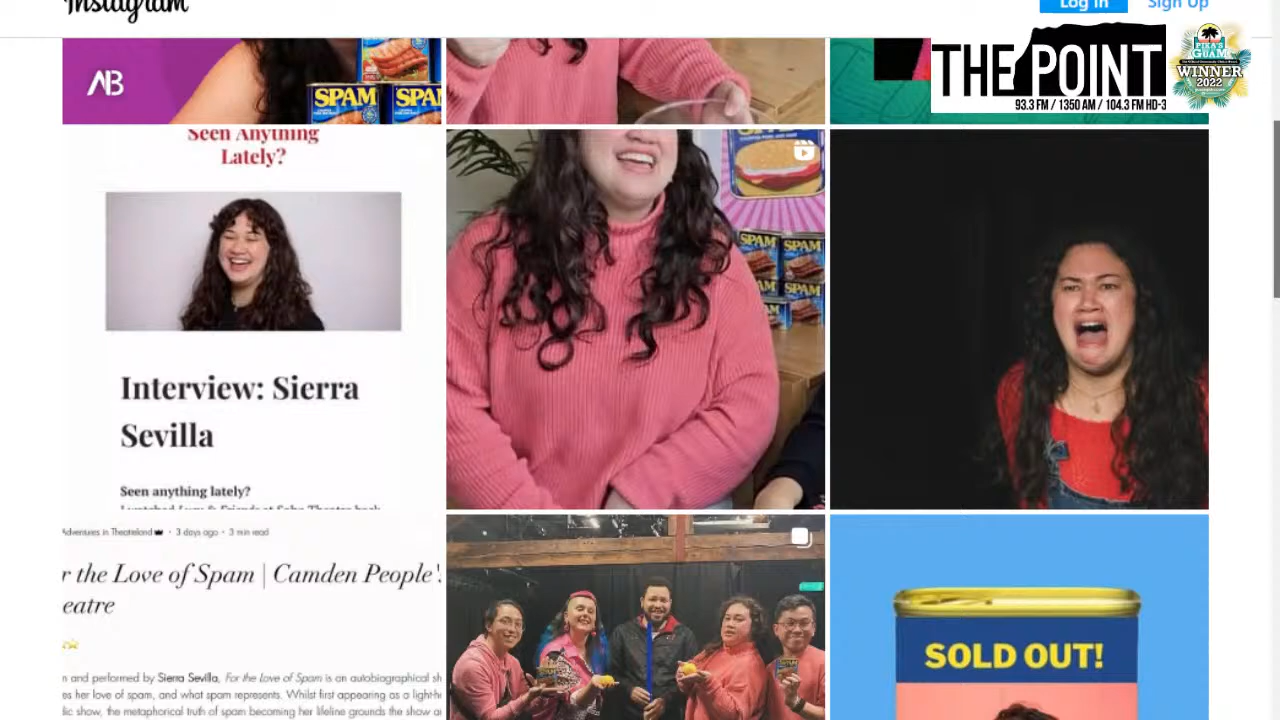 Instagram
Log In
Sign Up
THE POINT
93.3 FM / 1350 AM / 104.3 FM HD-3
PIKA'S
GUAM
WINNER
2022
AB
SPAM
SPA
Seen Anything
Lately?
SPAM
SPAM
SPAM
SPAM
Interview: Sierra
Sevilla
Seen anything lately?
Adventures in Theatreland · 3 days ago · 3 min read
r the Love of Spam | Camden People'
eatre
n and performed by Sierra Sevilla, For the Love of Spam is an autobiographical sh
es her love of spam, and what spam represents. Whilst first appearing as a light-h
lic show, the metaphorical truth of spam becoming her lifeline grounds the show a
SOLD OUT!